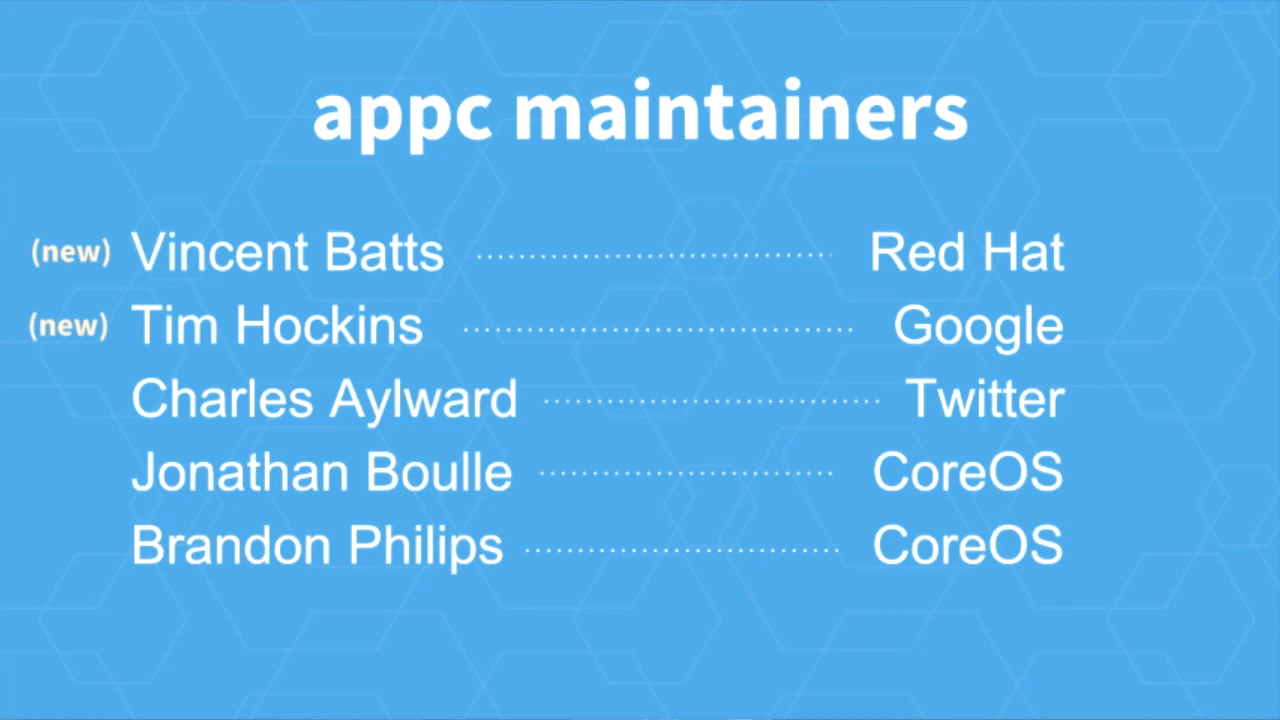 appc maintainers
(new) Vincent Batts ................................ Red Hat
(new) Tim Hockins ................................ Google
Charles Aylward ................................ Twitter
Jonathan Boulle ................................ CoreOS
Brandon Philips ................................ CoreOS